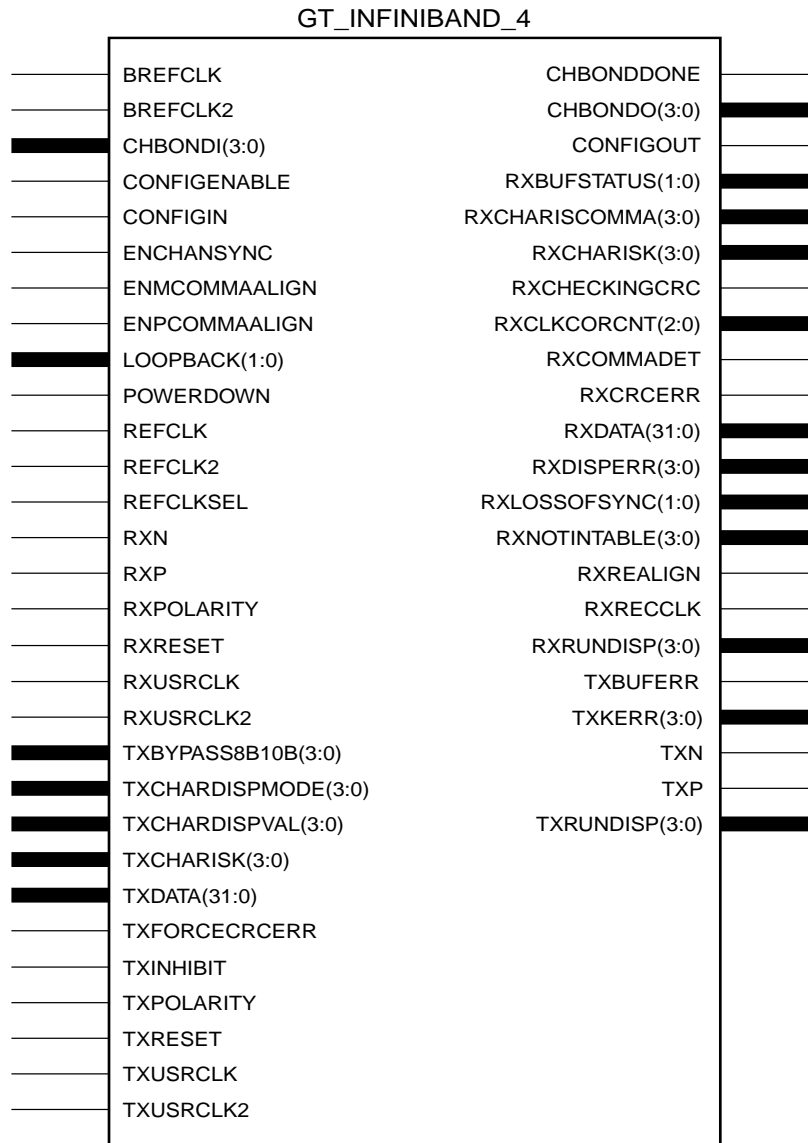 GT_INFINIBAND_4
BREFCLK CHBONDDONE
BREFCLK2 CHBONDO(3:0)
CHBONDI(3:0) CONFIGOUT
CONFIGENABLE RXBUFSTATUS(1:0)
CONFIGIN RXCHARISCOMMA(3:0)
ENCHANSYNC RXCHARISK(3:0)
ENMCOMMAALIGN RXCHECKINGCRC
ENPCOMMAALIGN RXCLKCORCNT(2:0)
LOOPBACK(1:0) RXCOMMADET
POWERDOWN RXCRCERR
REFCLK RXDATA(31:0)
REFCLK2 RXDISPERR(3:0)
REFCLKSEL RXLOSSOFSYNC(1:0)
RXN RXNOTINTABLE(3:0)
RXP RXREALIGN
RXPOLARITY RXRECCLK
RXRESET RXRUNDISP(3:0)
RXUSRCLK TXBUFERR
RXUSRCLK2 TXKERR(3:0)
TXBYPASS8B10B(3:0) TXN
TXCHARDISPMODE(3:0) TXP
TXCHARDISPVAL(3:0) TXRUNDISP(3:0)
TXCHARISK(3:0)
TXDATA(31:0)
TXFORCECRCERR
TXINHIBIT
TXPOLARITY
TXRESET
TXUSRCLK
TXUSRCLK2